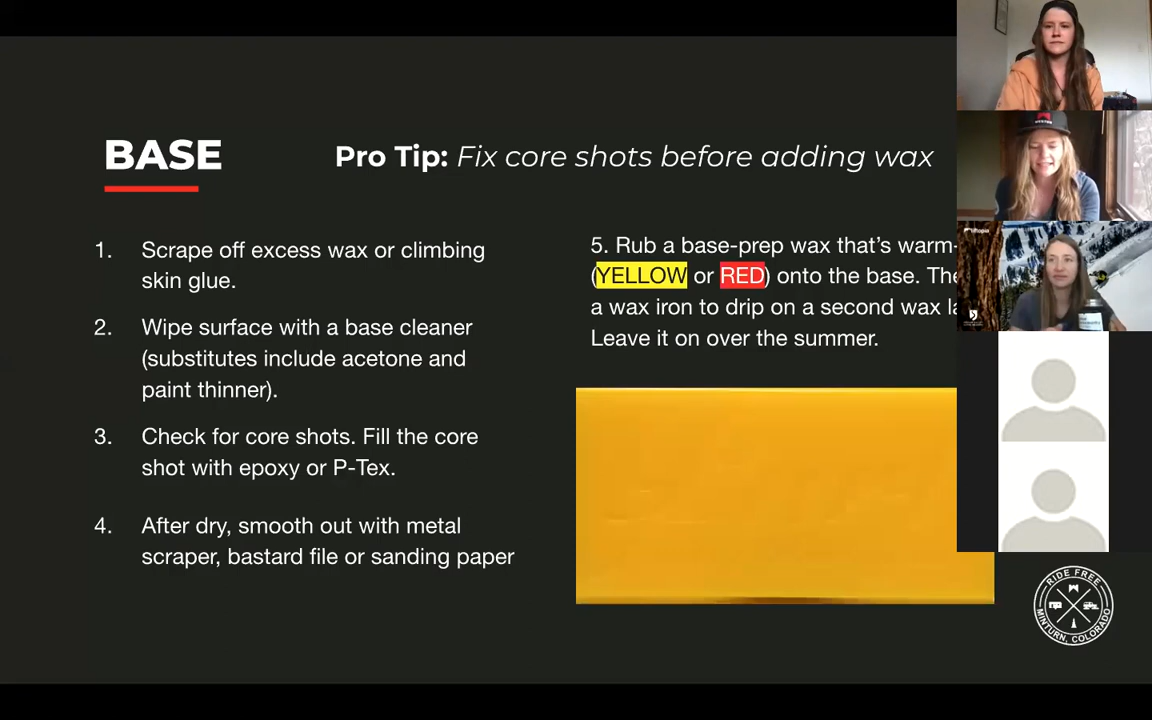 BASE
Pro Tip: Fix core shots before adding wax
1. Scrape off excess wax or climbing
skin glue.
2. Wipe surface with a base cleaner
(substitutes include acetone and
paint thinner).
3. Check for core shots. Fill the core
shot with epoxy or P-Tex.
4. After dry, smooth out with metal
scraper, bastard file or sanding paper
5. Rub a base-prep wax that’s warm-
(YELLOW or RED) onto the base.
a wax iron to drip on a second wax
Leave it on over the summer.
RIDE FREE
MINTURN, COLORADO